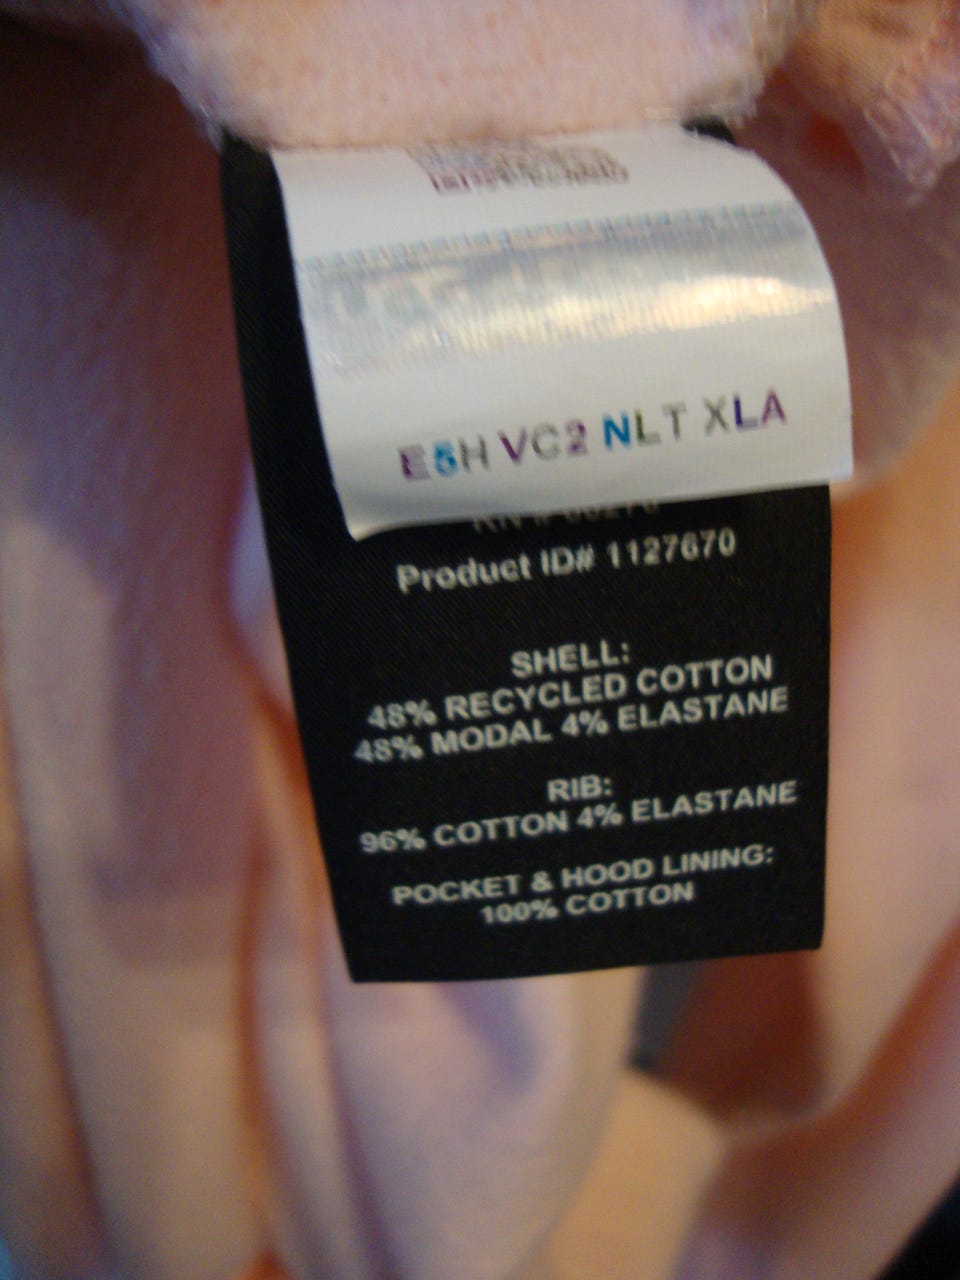 E5H VC2 NLT XLA
Product ID# 1127670
SHELL:
48% RECYCLED COTTON
48% MODAL 4% ELASTANE
RIB:
96% COTTON 4% ELASTANE
POCKET & HOOD LINING:
100% COTTON